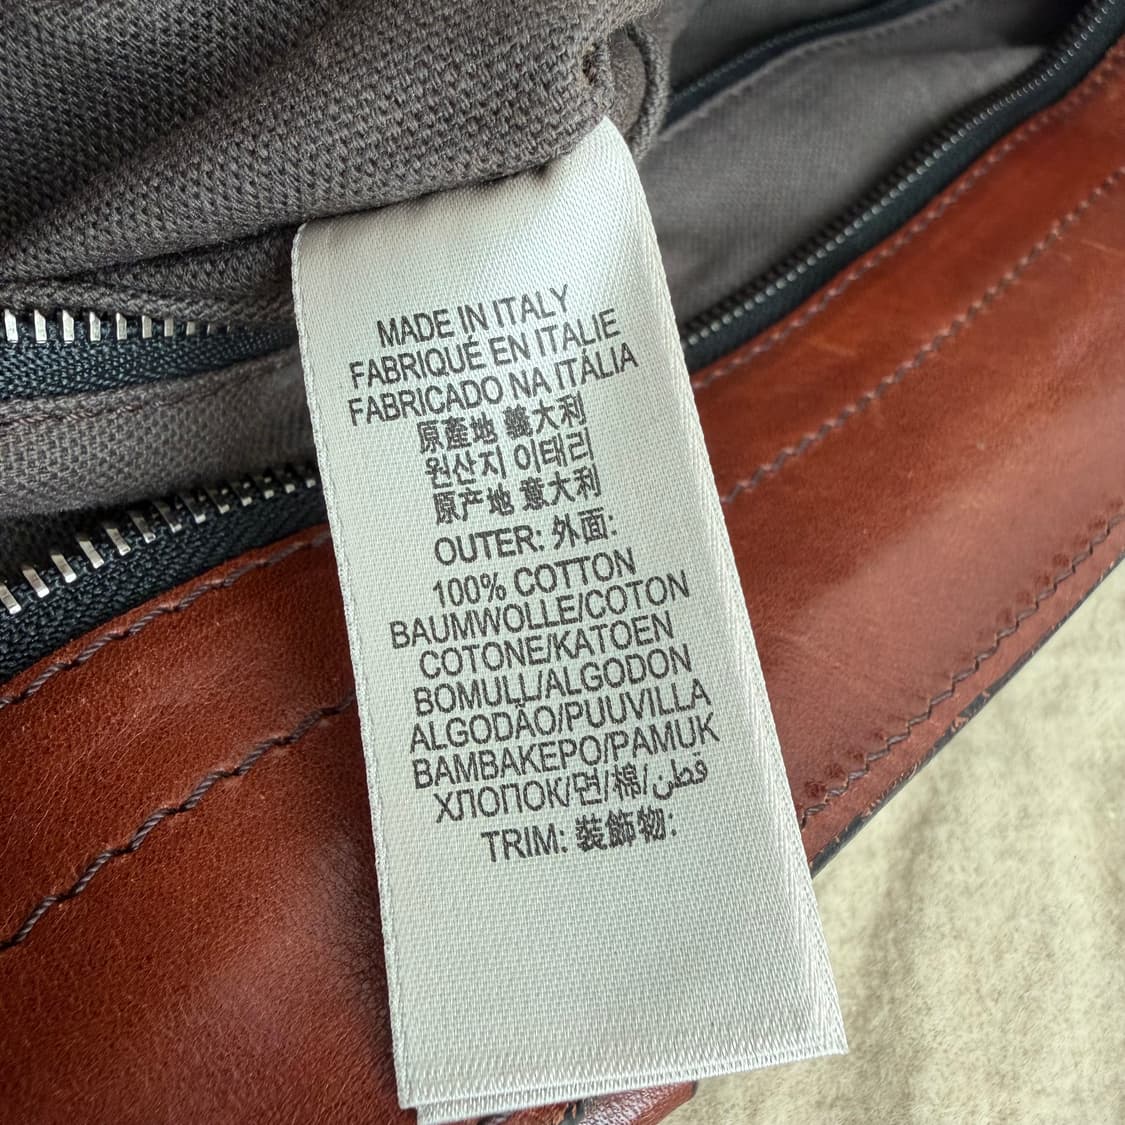 MADE IN ITALY
FABRIQUÉ EN ITALIE
FABRICADO NA ITÁLIA
原產地 義大利
원산지 이태리
原产地 意大利
OUTER: 外面:
100% COTTON
BAUMWOLLE/COTON
COTONE/KATOEN
BOMULL/ALGODON
ALGODÃO/PUUVILLA
BAMBAKEPO/PAMUK
ХЛОПОК/면/棉/قطن
TRIM: 裝飾物: